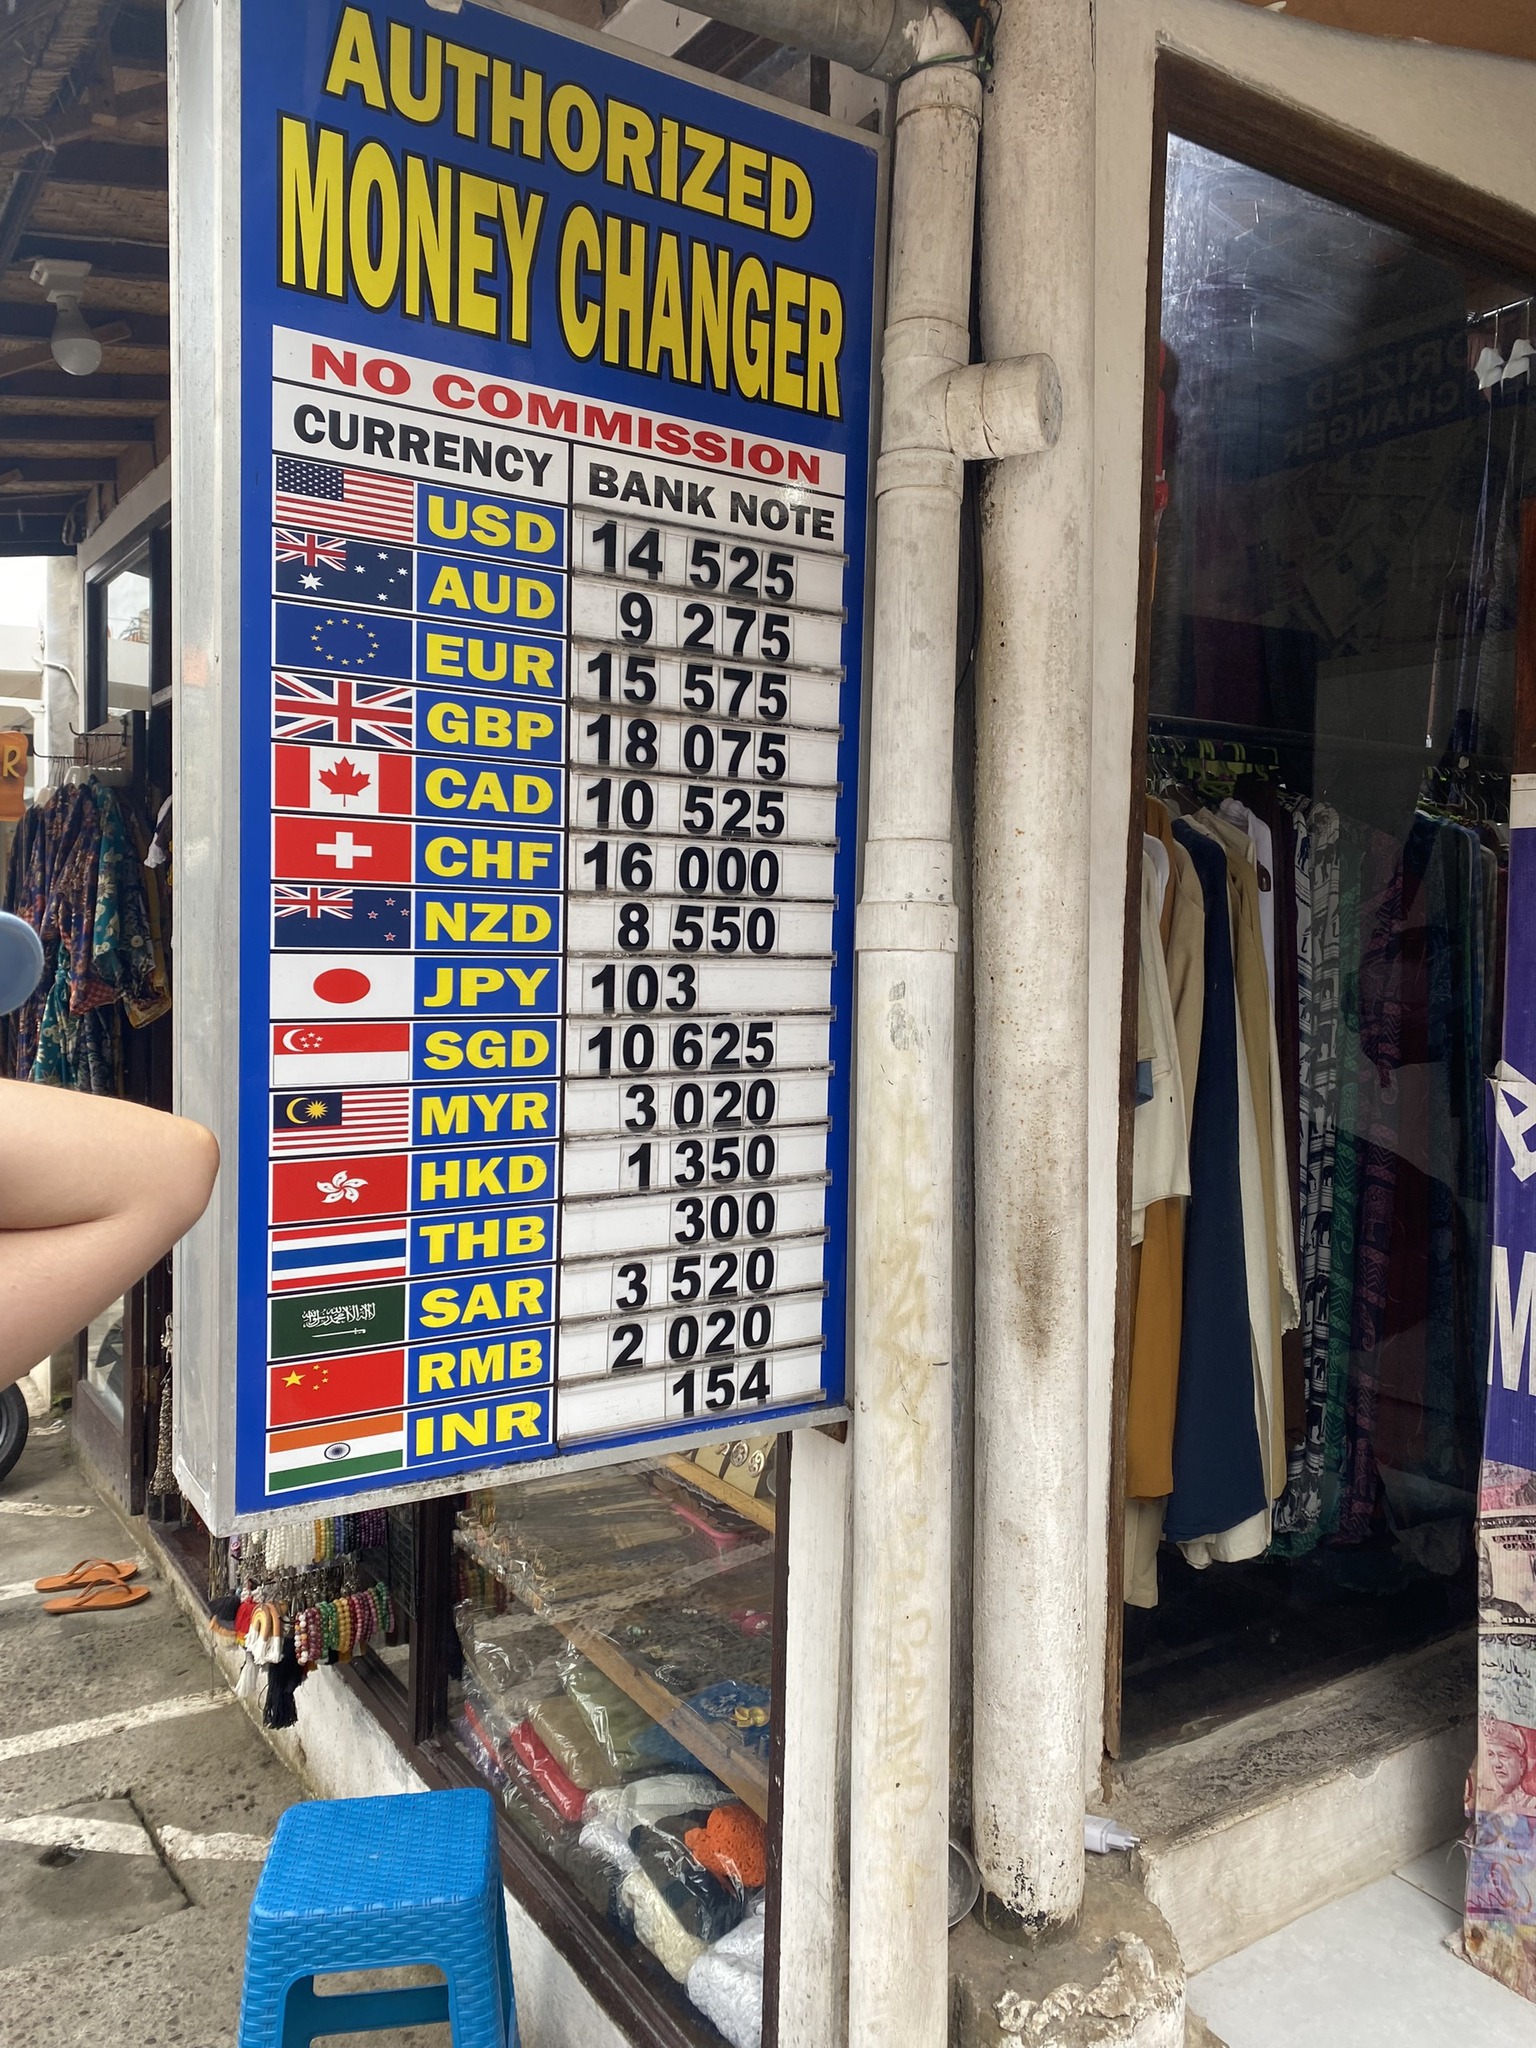 AUTHORIZED
MONEY CHANGER
NO COMMISSION
CURRENCY BANK NOTE
USD 14 525
AUD 9 275
EUR 15 575
GBP 18 075
CAD 10 525
CHF 16 000
NZD 8 550
JPY 103
SGD 10 625
MYR 3 020
HKD 1 350
THB 300
SAR 3 520
RMB 2 020
INR 154
R
A
M